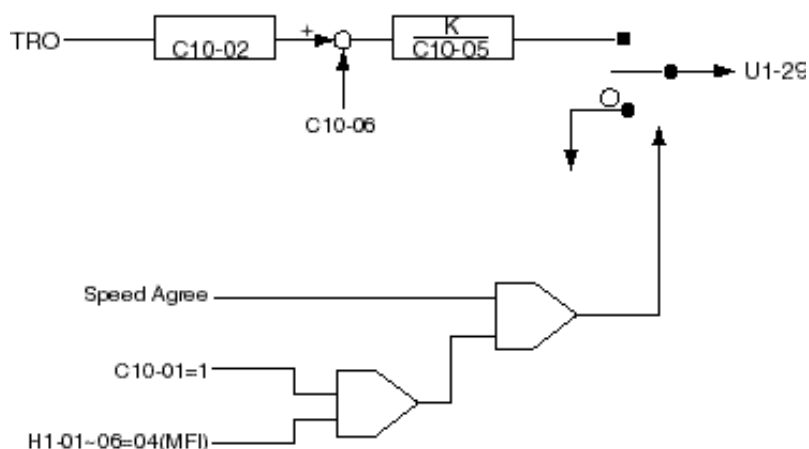 TRO
C10-02
+
K
C10-05
U1-29
C10-06
Speed Agree
C10-01=1
H1-01~06=04(MFI)